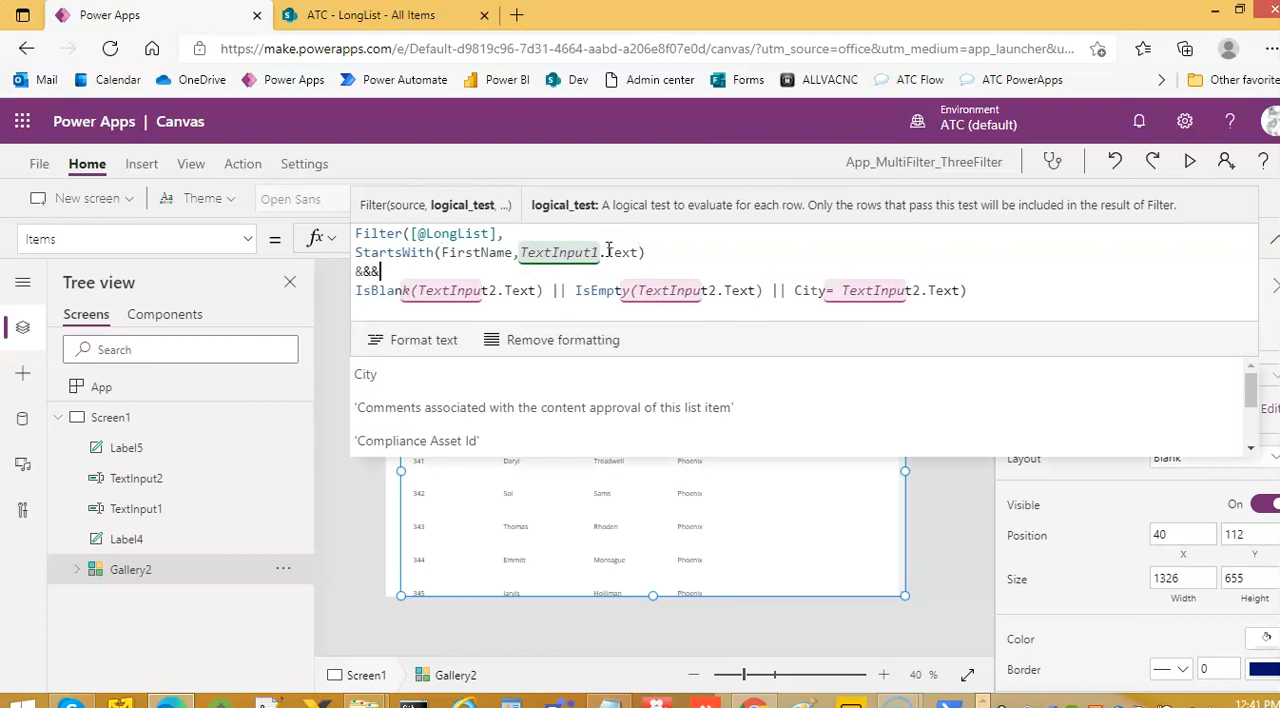 Power Apps
ATC - LongList - All Items
https://make.powerapps.com/e/Default-d9819c96-7d31-4664-aabd-a206e8f07e0d/canvas/?utm_source=office&utm_medium=app_launcher&u...
Mail Calendar OneDrive Power Apps Power Automate Power BI Dev Admin center Forms ALLVACNC ATC Flow ATC PowerApps Other favorite
Power Apps | Canvas
Environment
ATC (default)
File Home Insert View Action Settings App_MultiFilter_ThreeFilter
New screen Theme Open Sans
Filter(source, logical_test, ...) logical_test: A logical test to evaluate for each row. Only the rows that pass this test will be included in the result of Filter.
Items = fx
Filter([@LongList],
StartsWith(FirstName,TextInput1.Text)
&&&
IsBlank(TextInput2.Text) || IsEmpty(TextInput2.Text) || City= TextInput2.Text)
Format text Remove formatting
City
'Comments associated with the content approval of this list item'
'Compliance Asset Id'
Tree view
Screens Components
Search
App
Screen1
Label5
TextInput2
TextInput1
Label4
Gallery2
341 Daryl Treadwell Phoenix
342 Sol Sams Phoenix
343 Thomas Rhoden Phoenix
344 Emmitt Montague Phoenix
345 Jarvis Holliman Phoenix
Edit
Layout Blank
Visible On
Position 40 112
X Y
Size 1326 655
Width Height
Color
Border 0
Screen1 Gallery2 40 %
12:41 PM